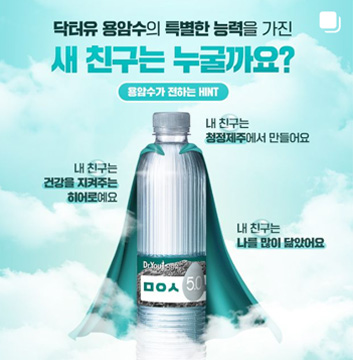 닥터유 용암수의 특별한 능력을 가진
새 친구는 누굴까요?
용암수가 전하는 HINT
내 친구는
청정제주에서 만들어요
내 친구는
건강을 지켜주는
히어로예요
내 친구는
나를 많이 닮았어요
Dr.You
ㅁㅇㅅ
5.0